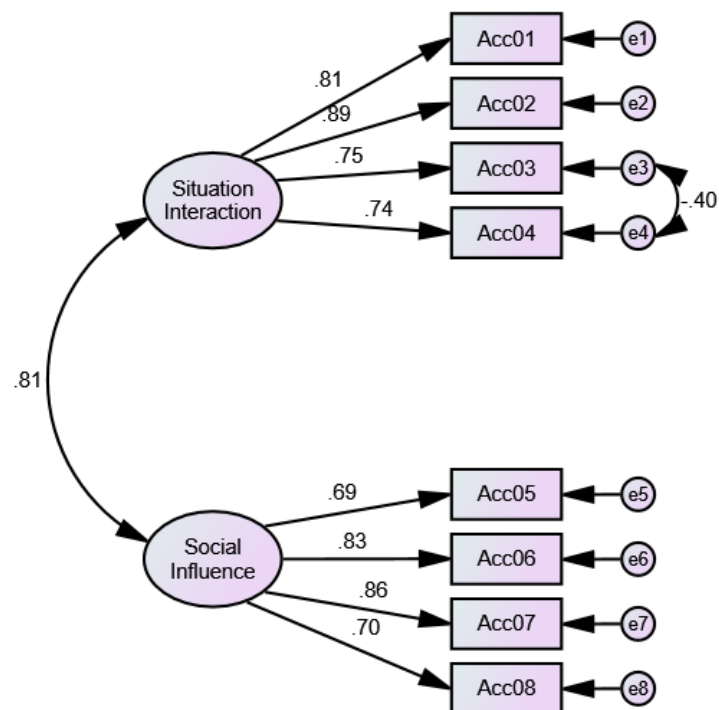 Acc01
e1
.81
Acc02
e2
.89
Acc03
e3
.75
Situation
Interaction
-.40
.74
Acc04
e4
.81
.69
Acc05
e5
.83
Acc06
e6
Social
Influence
.86
Acc07
e7
.70
Acc08
e8